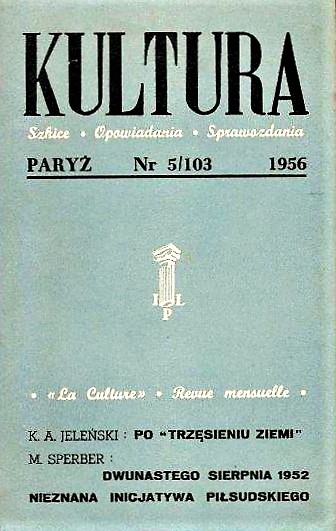 KULTURA
Szkice • Opowiadania • Sprawozdania
PARYŻ Nr 5/103 1956
I L
P
• «La Culture» • Revue mensuelle •
K. A. JELEŃSKI : PO "TRZĘSIENIU ZIEMI"
M. SPERBER :
DWUNASTEGO SIERPNIA 1952
NIEZNANA INICJATYWA PIŁSUDSKIEGO